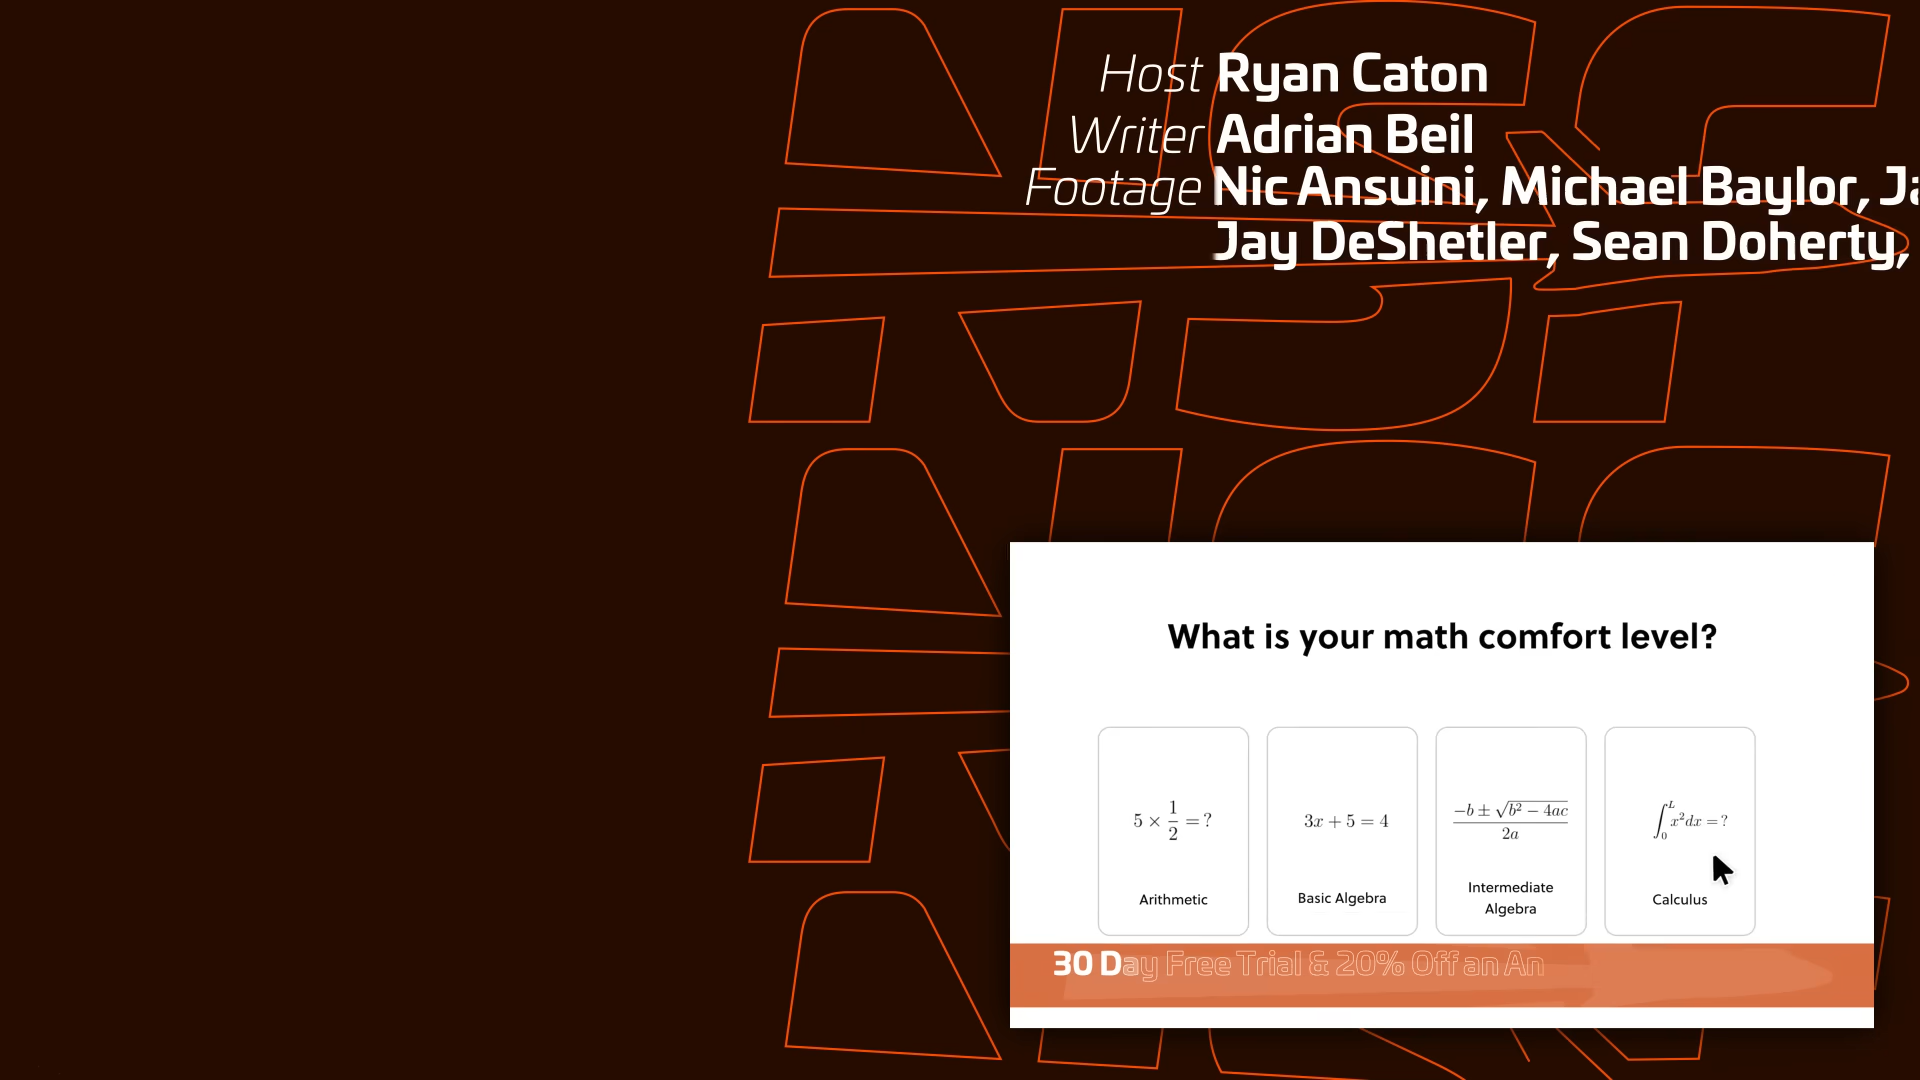 Host Ryan Caton
Writer Adrian Beil
Footage Nic Ansuini, Michael Baylor,
Jay DeShetler, Sean Doherty,
What is your math comfort level?
5 × 1/2 = ?
3x + 5 = 4
−b ± √b² − 4ac / 2a
∫₀ᴸ x²dx = ?
Arithmetic
Basic Algebra
Intermediate
Algebra
Calculus
30 Day Free Trial & 20% Off an An